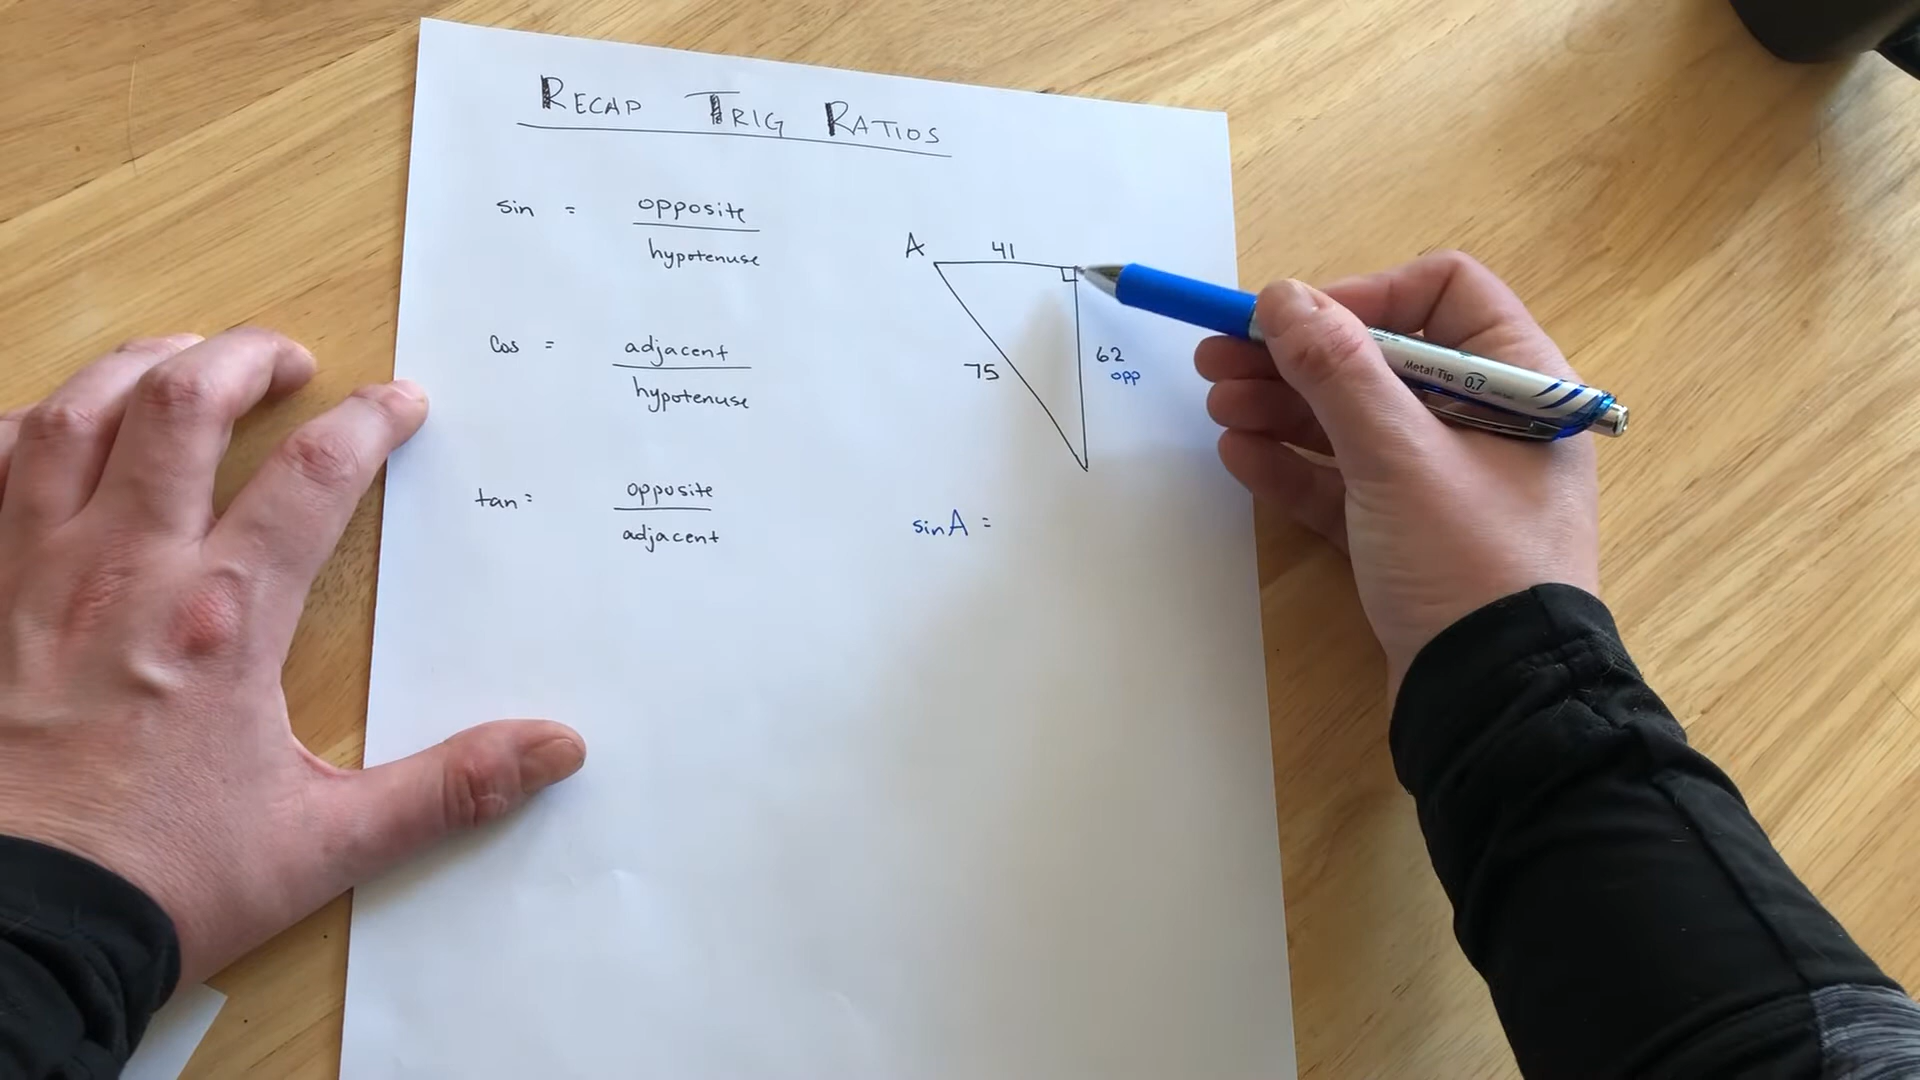 RECAP TRIG RATIOS
sin = opposite
hypotenuse
cos = adjacent
hypotenuse
tan = opposite
adjacent
A
41
75
62
opp
sinA =
Metal Tip 0.7